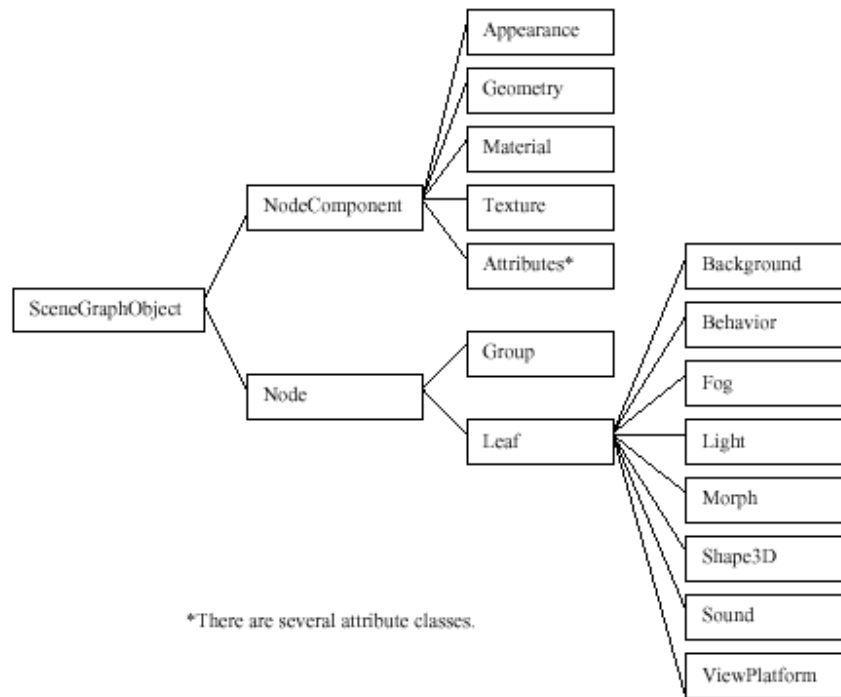 Appearance
Geometry
Material
NodeComponent
Texture
Attributes*
Background
SceneGraphObject
Behavior
Group
Fog
Node
Leaf
Light
Morph
Shape3D
*There are several attribute classes.
Sound
ViewPlatform